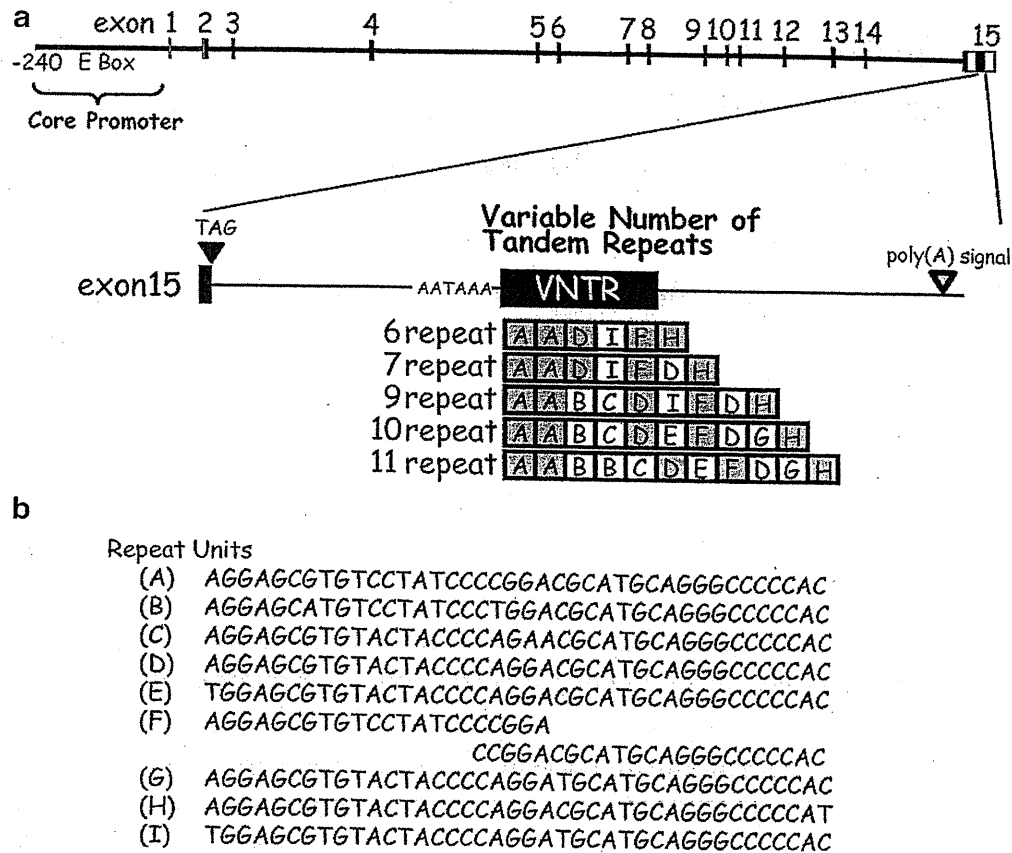 a
exon 1 2 3 4 5 6 7 8 9 10 11 12 13 14 15
-240 E Box
Core Promoter
TAG
Variable Number of
Tandem Repeats
poly(A) signal
exon15 AATAAA VNTR
6 repeat A A D I F H
7 repeat A A D I F D H
9 repeat A A B C D I F D H
10 repeat A A B C D E F D G H
11 repeat A A B B C D E F D G H
b
Repeat Units
(A) AGGAGCGTGTCCTATCCCCGGACGCATGCAGGGCCCCCAC
(B) AGGAGCATGTCCTATCCCTGGACGCATGCAGGGCCCCCAC
(C) AGGAGCGTGTACTACCCCAGAACGCATGCAGGGCCCCCAC
(D) AGGAGCGTGTACTACCCCAGGACGCATGCAGGGCCCCCAC
(E) TGGAGCGTGTACTACCCCAGGACGCATGCAGGGCCCCCAC
(F) AGGAGCGTGTCCTATCCCCGGA
CCGGACGCATGCAGGGCCCCCAC
(G) AGGAGCGTGTACTACCCCAGGATGCATGCAGGGCCCCCAC
(H) AGGAGCGTGTACTACCCCAGGACGCATGCAGGGCCCCCAT
(I) TGGAGCGTGTACTACCCCAGGATGCATGCAGGGCCCCCAC